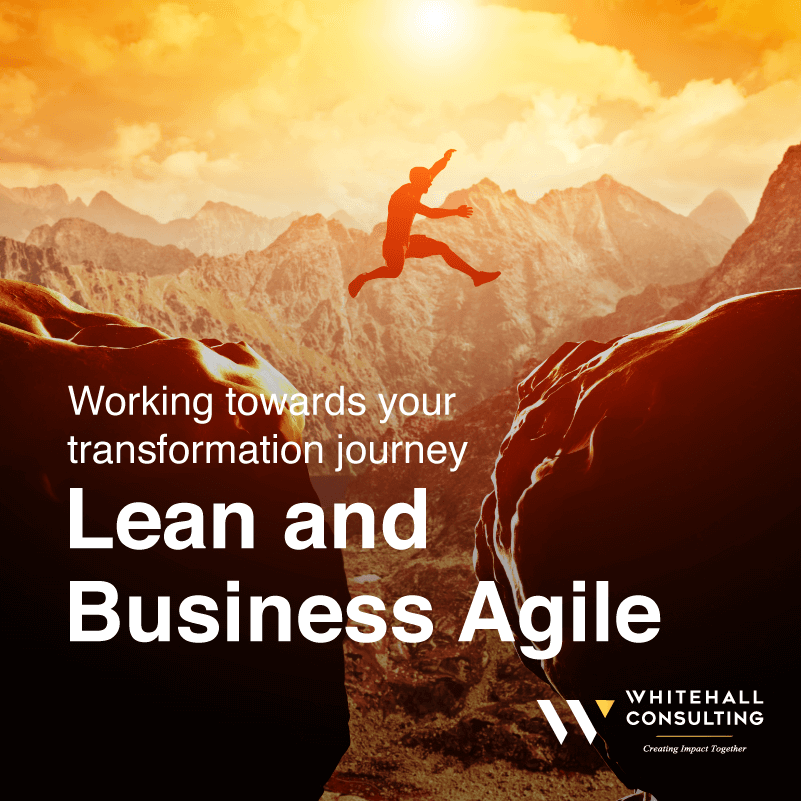 Working towards your
transformation journey
Lean and
Business Agile
WHITEHALL
CONSULTING
Creating Impact Together